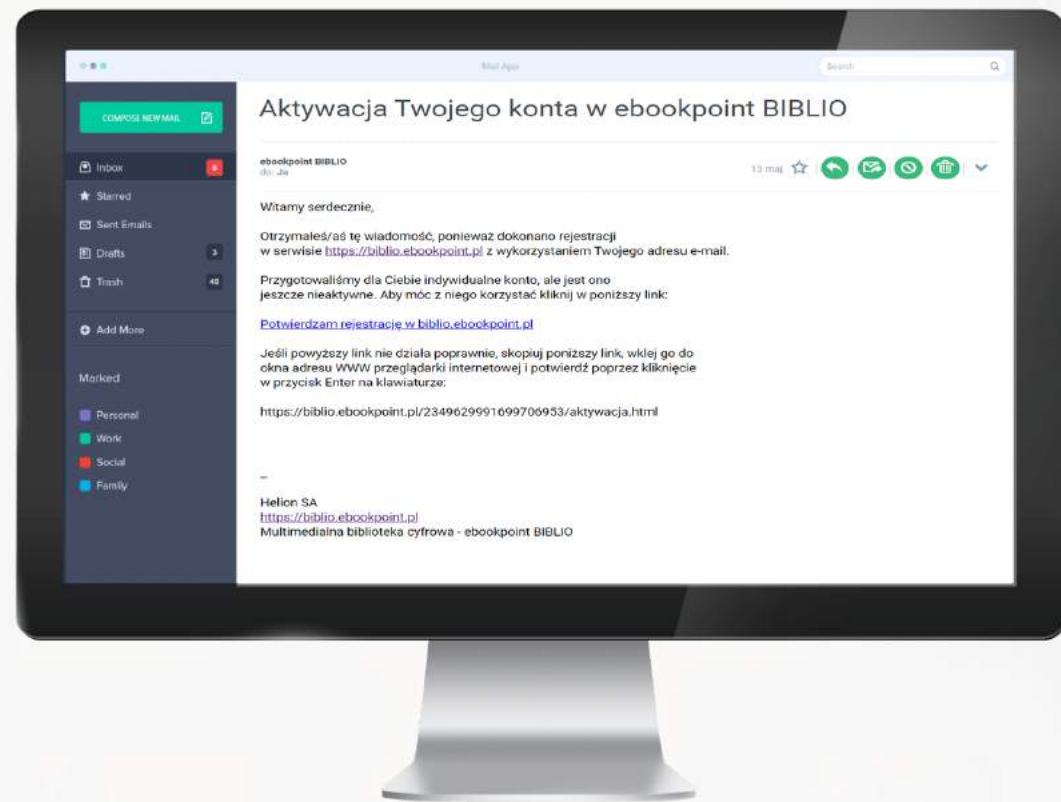 Mail App
Search
COMPOSE NEW MAIL
Inbox
Starred
Sent Emails
Drafts
3
Trash
48
Add More
Marked
Personal
Work
Social
Family
Aktywacja Twojego konta w ebookpoint BIBLIO
ebookpoint BIBLIO
do: Ja
13 maj
Witamy serdecznie,
Otrzymałeś/aś tę wiadomość, ponieważ dokonano rejestracji
w serwisie https://biblio.ebookpoint.pl z wykorzystaniem Twojego adresu e-mail.
Przygotowaliśmy dla Ciebie indywidualne konto, ale jest ono
jeszcze nieaktywne. Aby móc z niego korzystać kliknij w poniższy link:
Potwierdzam rejestrację w biblio.ebookpoint.pl
Jeśli powyższy link nie działa poprawnie, skopiuj poniższy link, wklej go do
okna adresu WWW przeglądarki internetowej i potwierdź poprzez kliknięcie
w przycisk Enter na klawiaturze:
https://biblio.ebookpoint.pl/2349629991699706953/aktywacja.html
--
Helion SA
https://biblio.ebookpoint.pl
Multimedialna biblioteka cyfrowa - ebookpoint BIBLIO